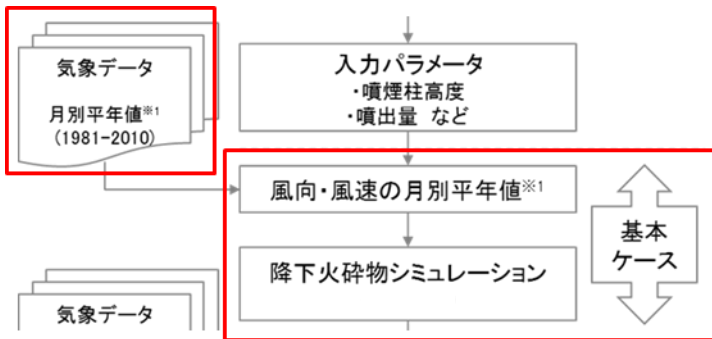 気象データ
月別平年値※1
(1981-2010)
入力パラメータ
・噴煙柱高度
・噴出量 など
風向・風速の月別平年値※1
降下火砕物シミュレーション
基本
ケース
気象データ